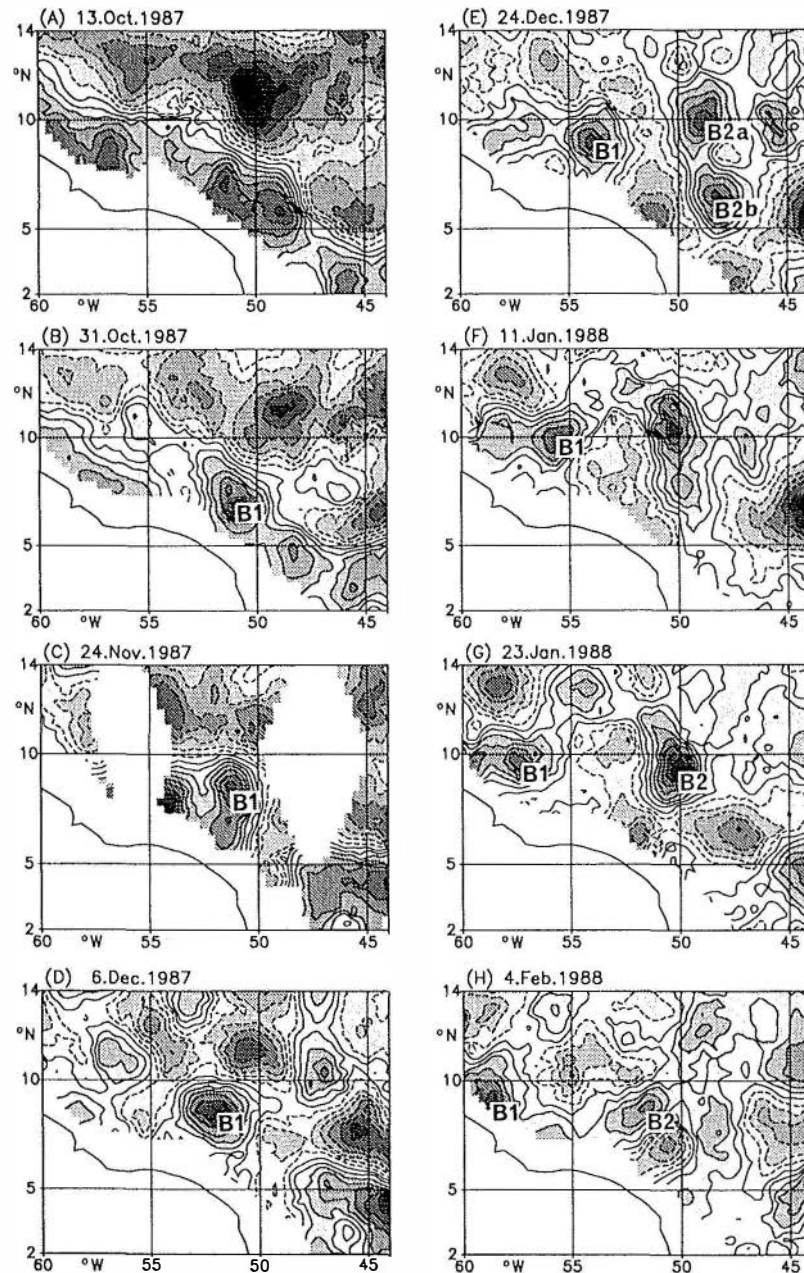 (A) 13.Oct.1987
14
°N
10
5
2
60 °W 55 50 45
(B) 31.Oct.1987
14
°N
10
B1
5
2
60 °W 55 50 45
(C) 24.Nov.1987
14
°N
10
B1
5
2
60 °W 55 50 45
(D) 6.Dec.1987
14
°N
10
B1
5
2
60 °W 55 50 45
(E) 24.Dec.1987
14
°N
10
B2a
B1
B2b
5
2
60 °W 55 50 45
(F) 11.Jan.1988
14
°N
10
B1
5
2
60 °W 55 50 45
(G) 23.Jan.1988
14
°N
10
B1
B2
5
2
60 °W 55 50 45
(H) 4.Feb.1988
14
°N
10
B1
B2
5
2
60 °W 55 50 45